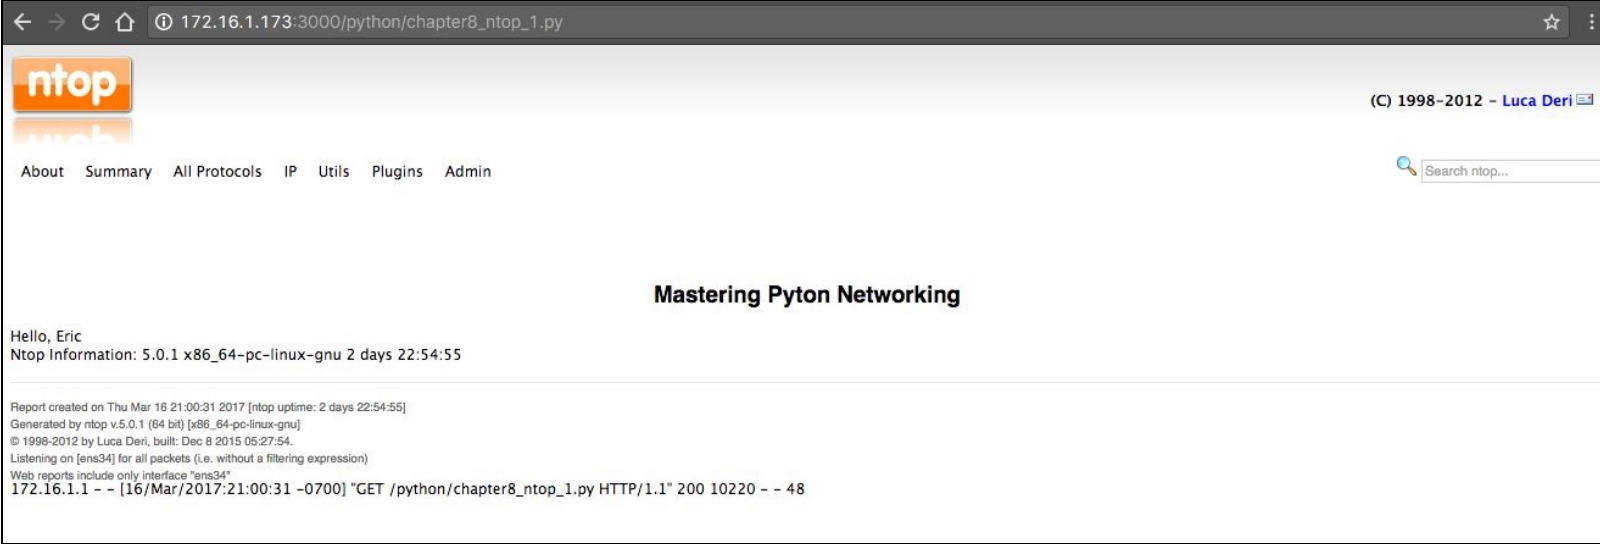 172.16.1.173:3000/python/chapter8_ntop_1.py
ntop
(C) 1998-2012 - Luca Deri
About Summary All Protocols IP Utils Plugins Admin
Search ntop...
Mastering Pyton Networking
Hello, Eric
Ntop Information: 5.0.1 x86_64-pc-linux-gnu 2 days 22:54:55
Report created on Thu Mar 16 21:00:31 2017 [ntop uptime: 2 days 22:54:55]
Generated by ntop v.5.0.1 (64 bit) [x86_64-pc-linux-gnu]
© 1998-2012 by Luca Deri, built: Dec 8 2015 05:27:54.
Listening on [ens34] for all packets (i.e. without a filtering expression)
Web reports include only interface "ens34"
172.16.1.1 - - [16/Mar/2017:21:00:31 -0700] "GET /python/chapter8_ntop_1.py HTTP/1.1" 200 10220 - - 48